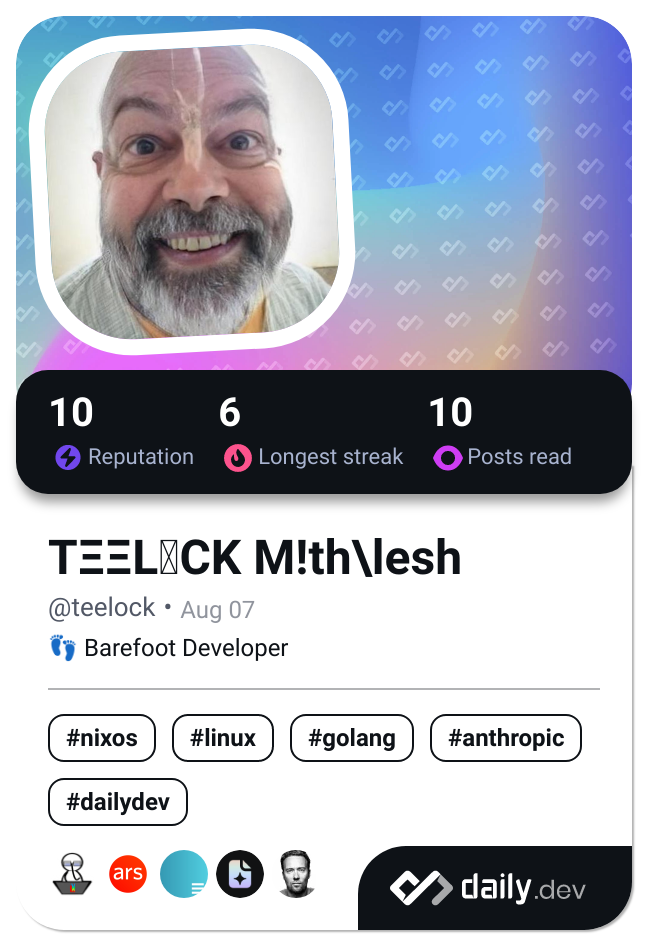 10 6 10
Reputation Longest streak Posts read
TΞΞL▯CK M!th\lesh
@teelock • Aug 07
👣 Barefoot Developer
#nixos #linux #golang #anthropic
#dailydev
ars
daily.dev